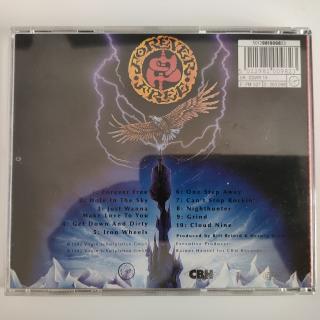 FOREVER
FREE
1: Forever Free
2: Hole In The Sky
3: Just Wanna
Make Love To You
4: Get Down And Dirty
5: Iron Wheels
6: One Step Away
7: Can't Stop Rockin'
8: Nighthunter
9: Grind
10: Cloud Nine
Produced by
Executive Producer:
CBH